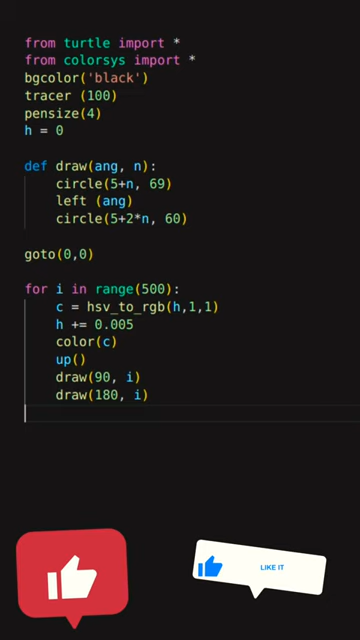 from turtle import *
from colorsys import *
bgcolor('black')
tracer (100)
pensize(4)
h = 0
def draw(ang, n):
circle(5+n, 69)
left (ang)
circle(5+2*n, 60)
goto(0,0)
for i in range(500):
c = hsv_to_rgb(h,1,1)
h += 0.005
color(c)
up()
draw(90, i)
draw(180, i)
LIKE IT